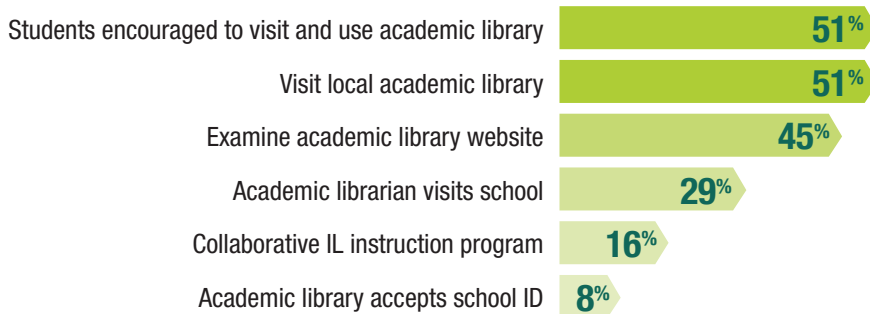 Students encouraged to visit and use academic library 51%
Visit local academic library 51%
Examine academic library website 45%
Academic librarian visits school 29%
Collaborative IL instruction program 16%
Academic library accepts school ID 8%